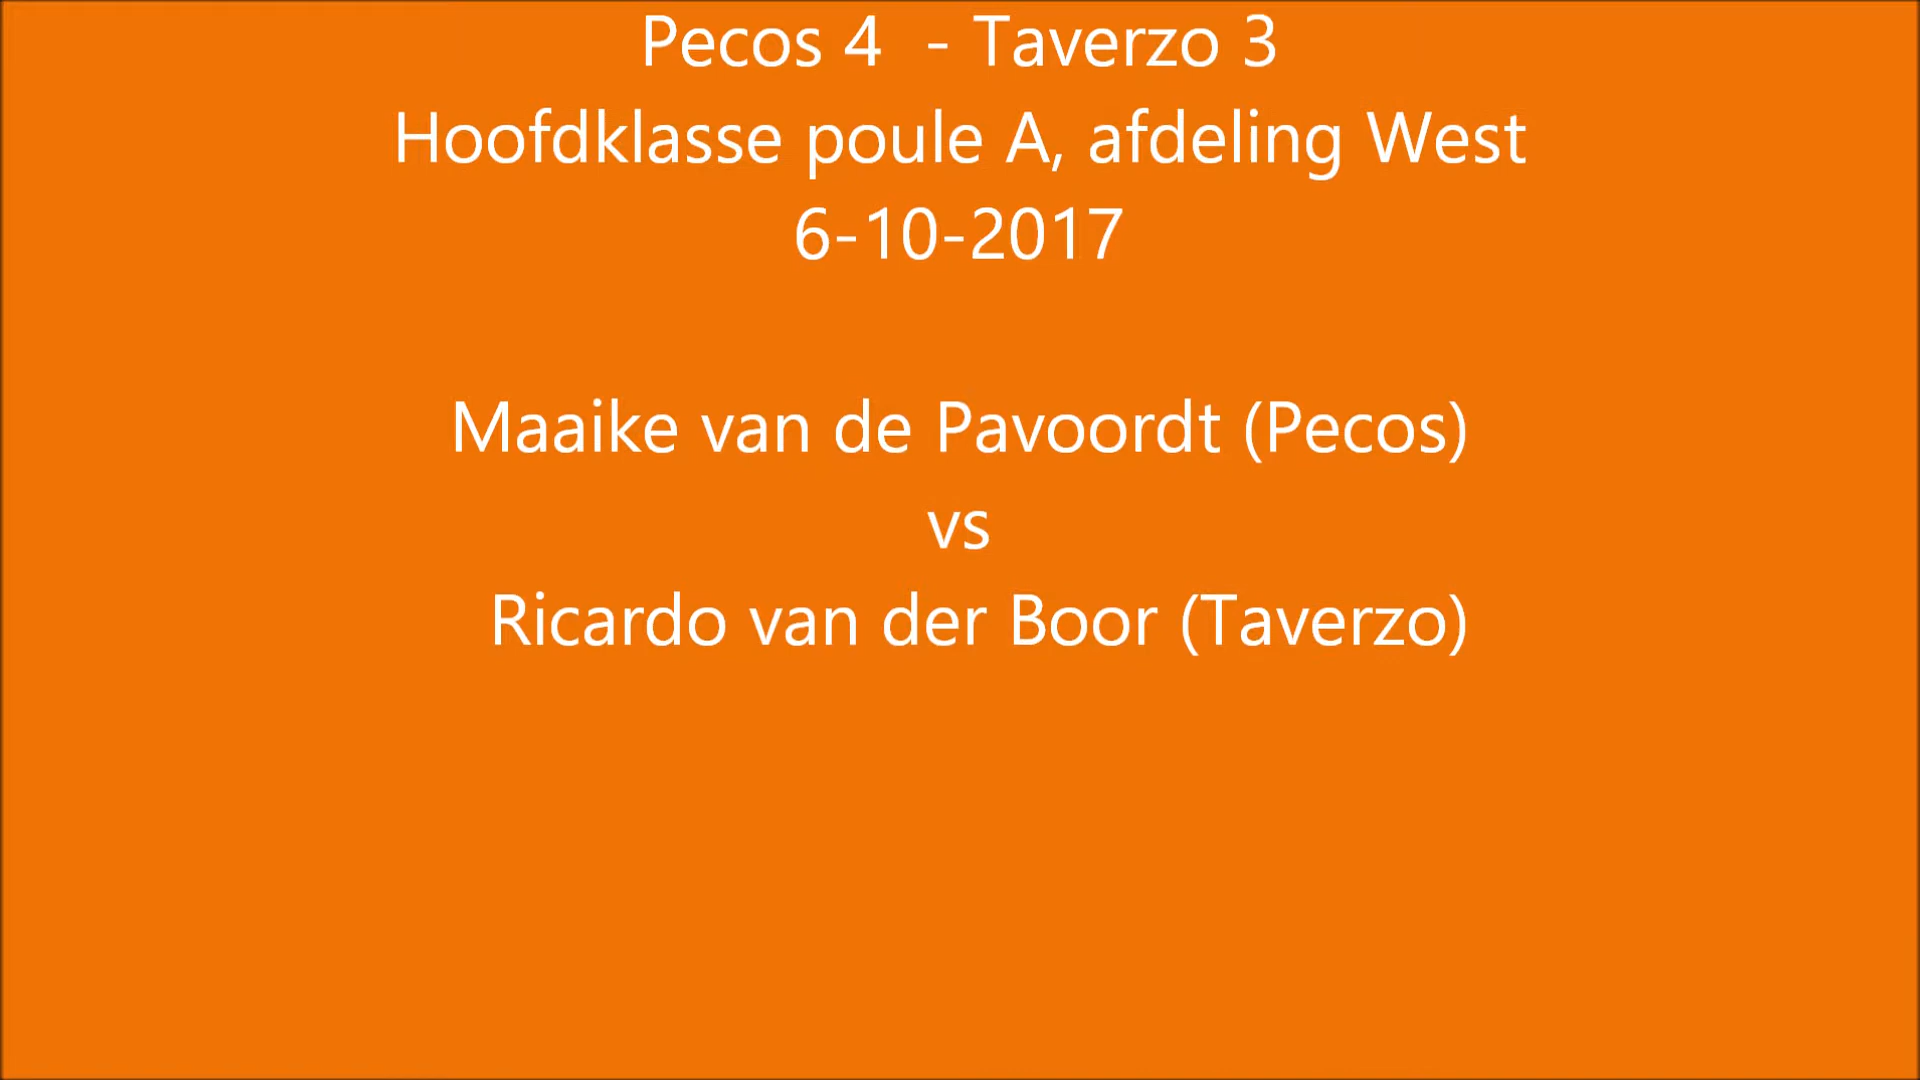 Pecos 4  - Taverzo 3
Hoofdklasse poule A, afdeling West
6-10-2017
Maaike van de Pavoordt (Pecos)
vs
Ricardo van der Boor (Taverzo)